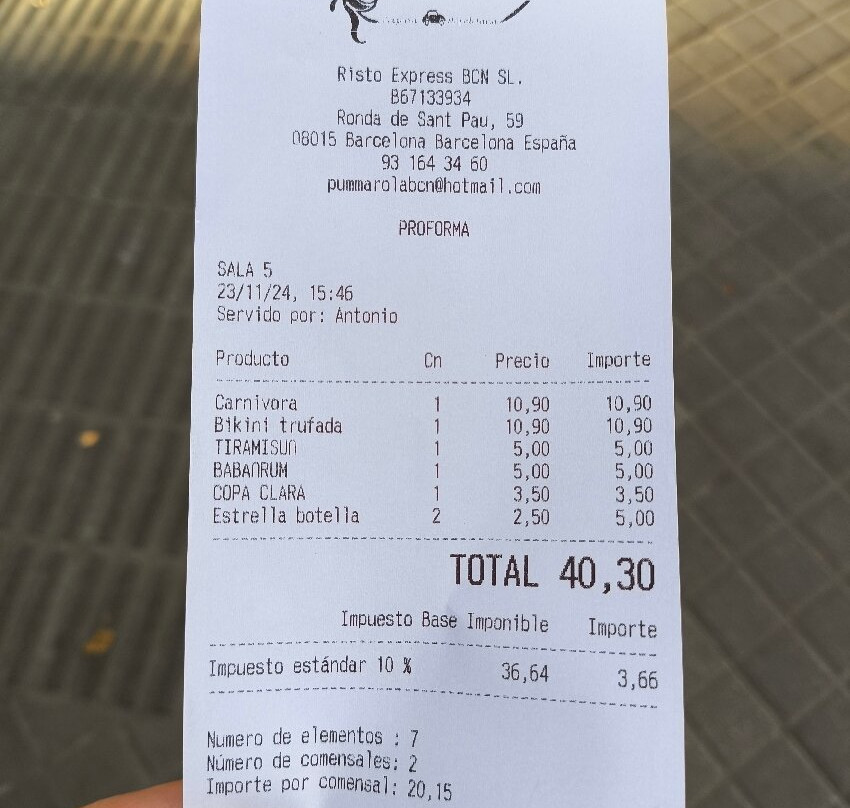 Risto Express BCN SL.
B67133934
Ronda de Sant Pau, 59
08015 Barcelona Barcelona España
93 164 34 60
pummarolabcn@hotmail.com
PROFORMA
SALA 5
23/11/24, 15:46
Servido por: Antonio
Producto Cn Precio Importe
Carnivora 1 10,90 10,90
Bikini trufada 1 10,90 10,90
TIRAMISUÙ 1 5,00 5,00
BABAÀRUM 1 5,00 5,00
COPA CLARA 1 3,50 3,50
Estrella botella 2 2,50 5,00
TOTAL 40,30
Impuesto Base Imponible Importe
Impuesto estándar 10 % 36,64 3,66
Numero de elementos : 7
Número de comensales: 2
Importe por comensal: 20,15